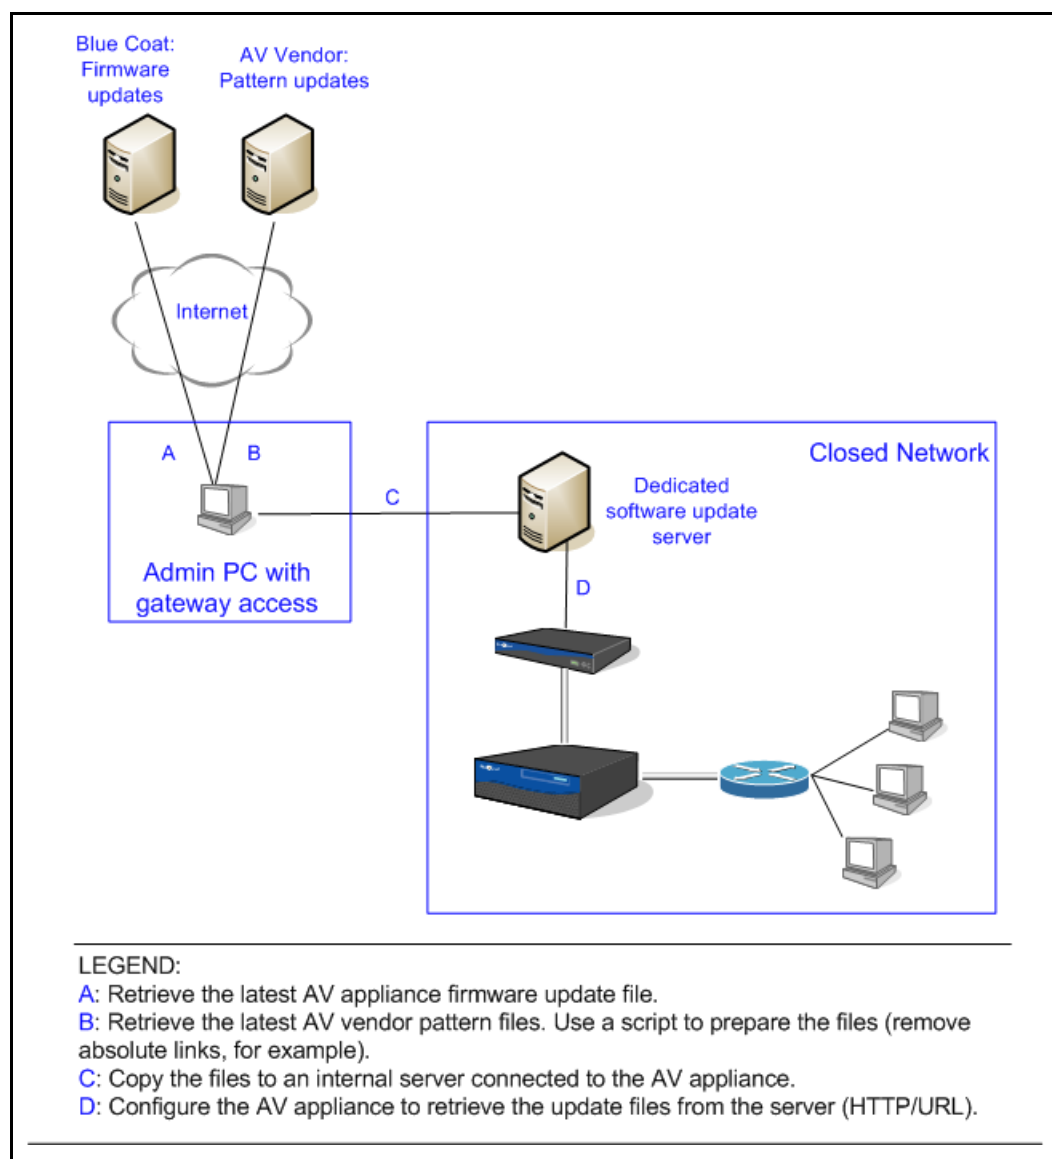 Blue Coat:
Firmware
updates
AV Vendor:
Pattern updates
Internet
A
B
C
Admin PC with
gateway access
Closed Network
Dedicated
software update
server
D
LEGEND:
A: Retrieve the latest AV appliance firmware update file.
B: Retrieve the latest AV vendor pattern files. Use a script to prepare the files (remove
absolute links, for example).
C: Copy the files to an internal server connected to the AV appliance.
D: Configure the AV appliance to retrieve the update files from the server (HTTP/URL).